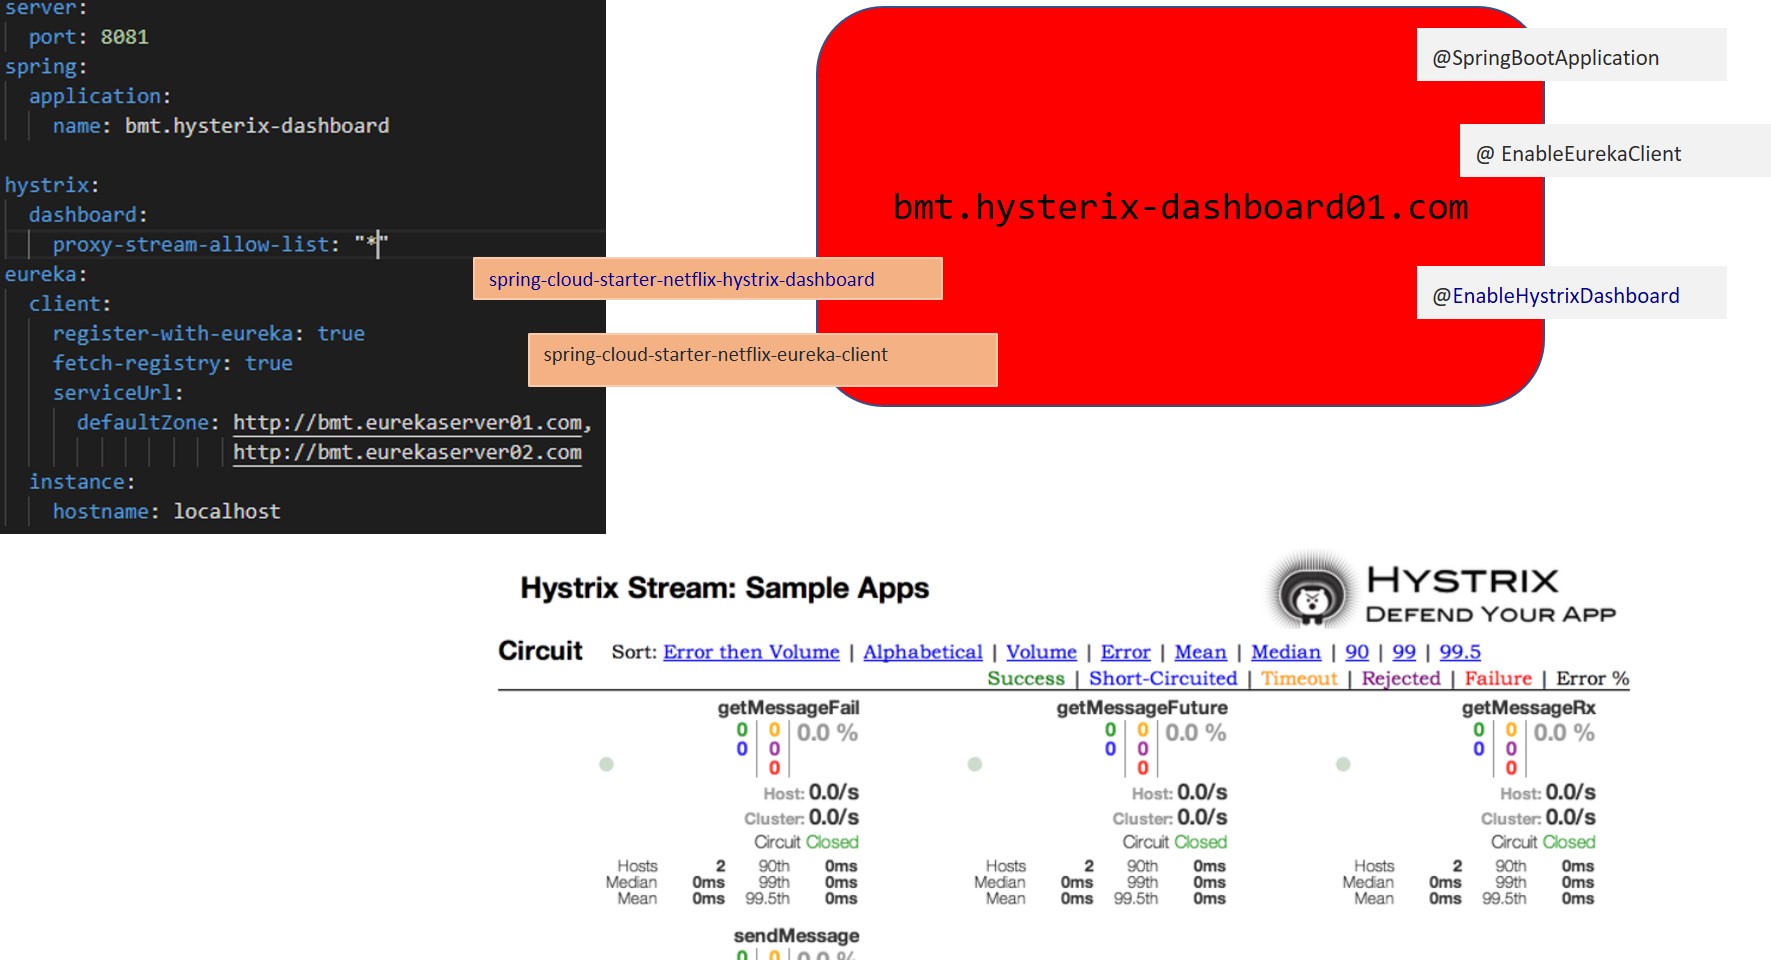 server:
port: 8081
spring:
application:
name: bmt.hysterix-dashboard
hystrix:
dashboard:
proxy-stream-allow-list: "*"
eureka:
client:
register-with-eureka: true
fetch-registry: true
serviceUrl:
defaultZone: http://bmt.eurekaserver01.com,
http://bmt.eurekaserver02.com
instance:
hostname: localhost
bmt.hysterix-dashboard01.com
@SpringBootApplication
@ EnableEurekaClient
@EnableHystrixDashboard
spring-cloud-starter-netflix-hystrix-dashboard
spring-cloud-starter-netflix-eureka-client
Hystrix Stream: Sample Apps
HYSTRIX
DEFEND YOUR APP
Circuit Sort: Error then Volume | Alphabetical | Volume | Error | Mean | Median | 90 | 99 | 99.5
Success | Short-Circuited | Timeout | Rejected | Failure | Error %
getMessageFail
0 0 0.0 %
0 0
0
Host: 0.0/s
Cluster: 0.0/s
Circuit Closed
Hosts 2 90th 0ms
Median 0ms 99th 0ms
Mean 0ms 99.5th 0ms
getMessageFuture
0 0 0.0 %
0 0
0
Host: 0.0/s
Cluster: 0.0/s
Circuit Closed
Hosts 2 90th 0ms
Median 0ms 99th 0ms
Mean 0ms 99.5th 0ms
getMessageRx
0 0 0.0 %
0 0
0
Host: 0.0/s
Cluster: 0.0/s
Circuit Closed
Hosts 2 90th 0ms
Median 0ms 99th 0ms
Mean 0ms 99.5th 0ms
sendMessage
0 0 0.0 %